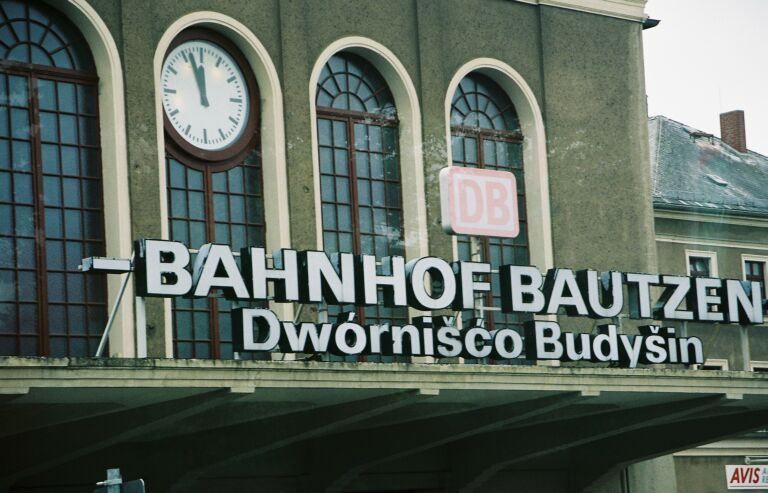 DB
BAHNHOF BAUTZEN
Dwórnišćo Budyšin
AVIS